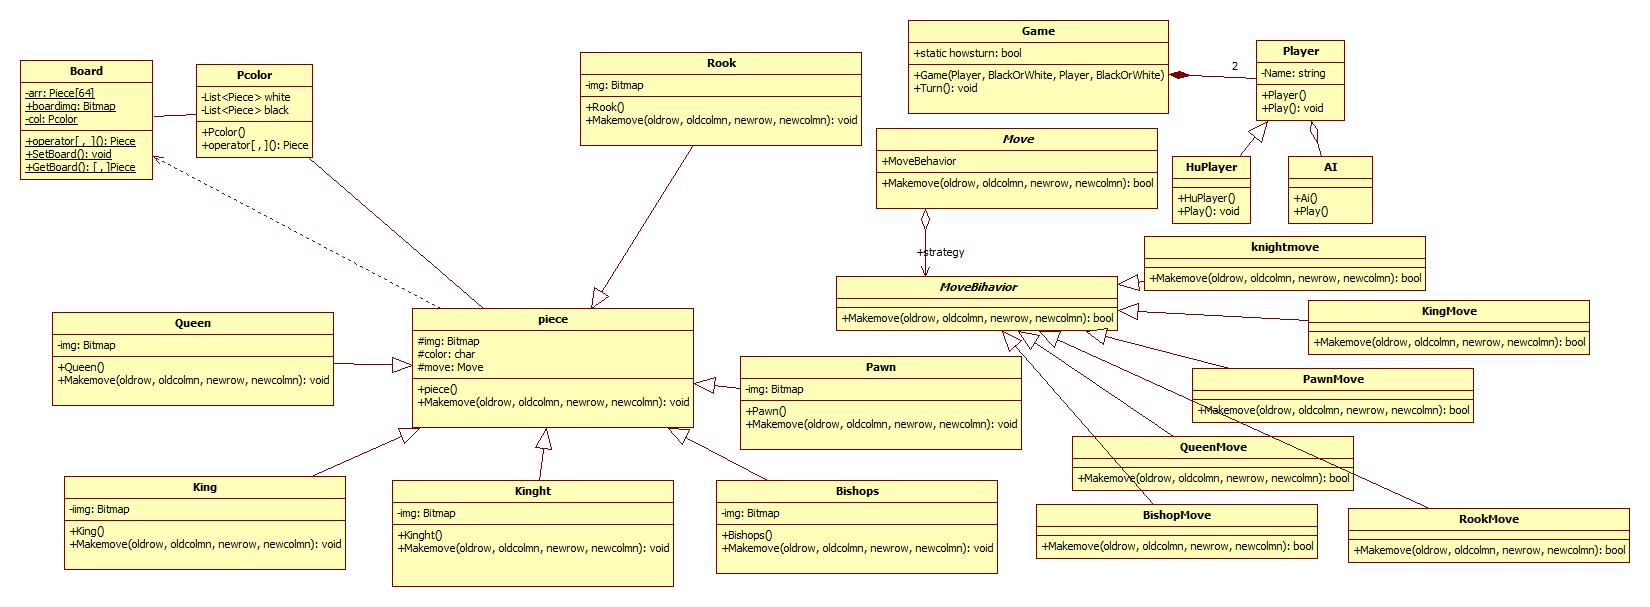 Board
-arr: Piece[64]
+boardimg: Bitmap
-col: Pcolor
+operator[ , ](): Piece
+SetBoard(): void
+GetBoard(): [ , ]Piece
Pcolor
-List<Piece> white
-List<Piece> black
+Pcolor()
+operator[ , ](): Piece
Rook
-img: Bitmap
+Rook()
+Makemove(oldrow, oldcolmn, newrow, newcolmn): void
Game
+static howsturn: bool
+Game(Player, BlackOrWhite, Player, BlackOrWhite)
+Turn(): void
2
Player
-Name: string
+Player()
+Play(): void
Move
+MoveBehavior
+Makemove(oldrow, oldcolmn, newrow, newcolmn): bool
HuPlayer
+HuPlayer()
+Play(): void
AI
+Ai()
+Play()
+strategy
knightmove
+Makemove(oldrow, oldcolmn, newrow, newcolmn): bool
MoveBihavior
+Makemove(oldrow, oldcolmn, newrow, newcolmn): bool
KingMove
+Makemove(oldrow, oldcolmn, newrow, newcolmn): bool
Queen
-img: Bitmap
+Queen()
+Makemove(oldrow, oldcolmn, newrow, newcolmn): void
piece
#img: Bitmap
#color: char
#move: Move
+piece()
+Makemove(oldrow, oldcolmn, newrow, newcolmn): void
Pawn
-img: Bitmap
+Pawn()
+Makemove(oldrow, oldcolmn, newrow, newcolmn): void
PawnMove
+Makemove(oldrow, oldcolmn, newrow, newcolmn): bool
QueenMove
+Makemove(oldrow, oldcolmn, newrow, newcolmn): bool
King
-iimg: Bitmap
+King()
+Makemove(oldrow, oldcolmn, newrow, newcolmn): void
Kinght
-img: Bitmap
+Kinght()
+Makemove(oldrow, oldcolmn, newrow, newcolmn): void
Bishops
-img: Bitmap
+Bishops()
+Makemove(oldrow, oldcolmn, newrow, newcolmn): void
BishopMove
+Makemove(oldrow, oldcolmn, newrow, newcolmn): bool
RookMove
+Makemove(oldrow, oldcolmn, newrow, newcolmn): bool